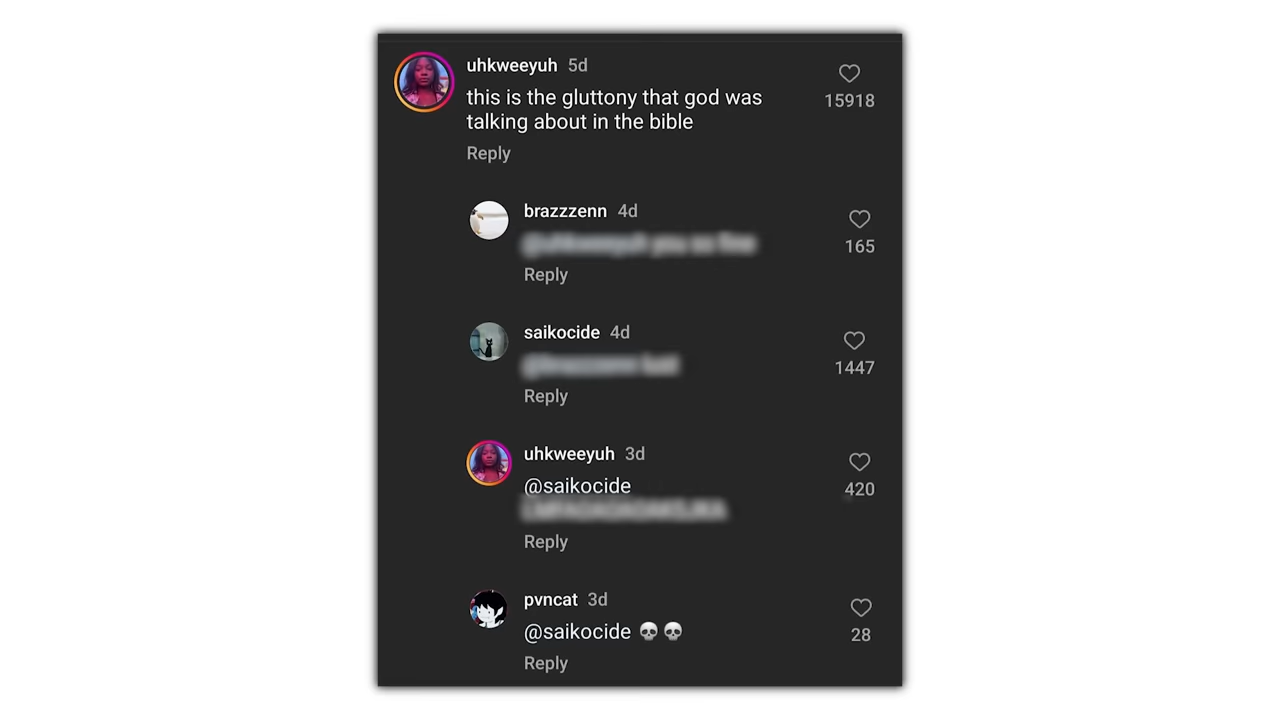 uhkweeyuh 5d
15918
this is the gluttony that god was
talking about in the bible
Reply
brazzzenn 4d
165
Reply
saikocide 4d
1447
Reply
uhkweeyuh 3d
@saikocide
420
Reply
pvncat 3d
@saikocide 💀💀
28
Reply